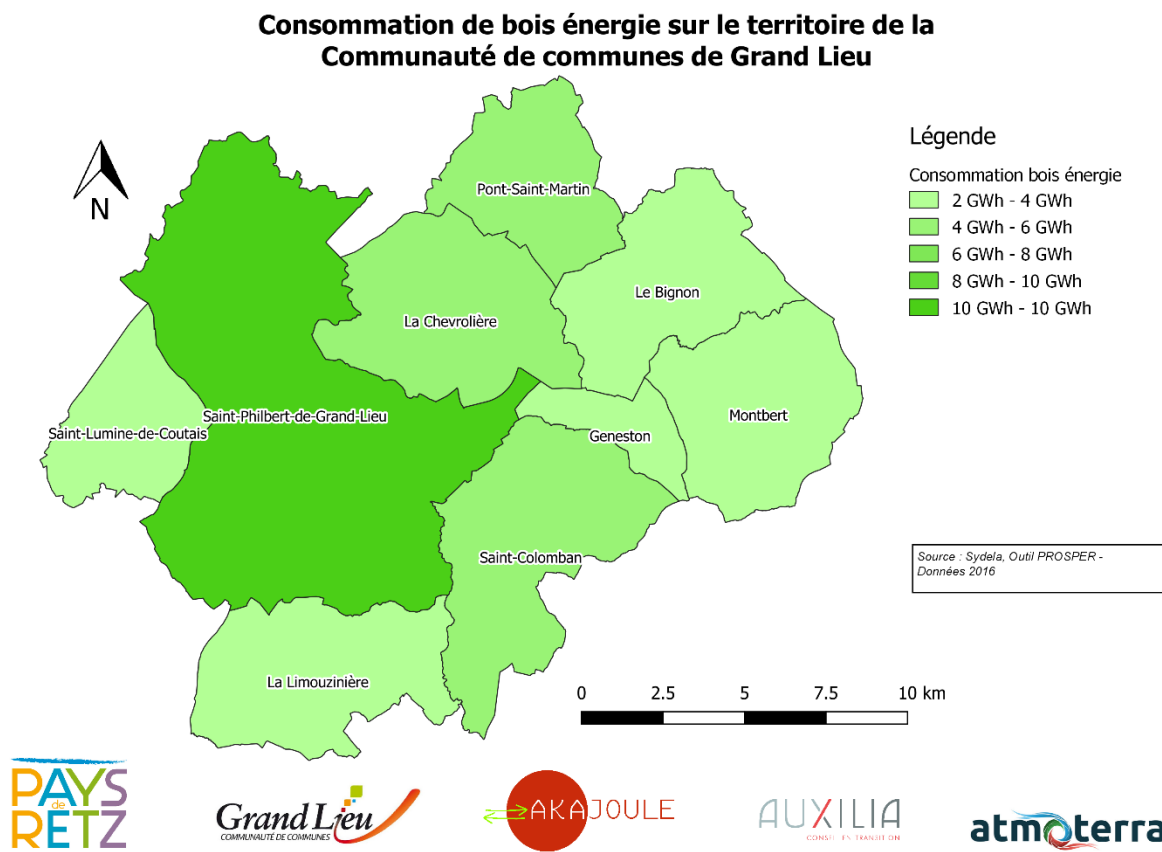 Consommation de bois énergie sur le territoire de la
Communauté de communes de Grand Lieu
N
Pont-Saint-Martin
Le Bignon
La Chevrolière
Saint-Philbert-de-Grand-Lieu
Saint-Lumine-de-Coutais
Geneston
Montbert
Saint-Colomban
La Limouzinière
Légende
Consommation bois énergie
2 GWh - 4 GWh
4 GWh - 6 GWh
6 GWh - 8 GWh
8 GWh - 10 GWh
10 GWh - 10 GWh
Source : Sydela, Outil PROSPER -
Données 2016
0 2.5 5 7.5 10 km
PAYS
de
RETZ
Grand Lieu
COMMUNAUTÉ DE COMMUNES
AKAJOULE
AUXILIA
CONSEIL EN TRANSITION
atmoterra